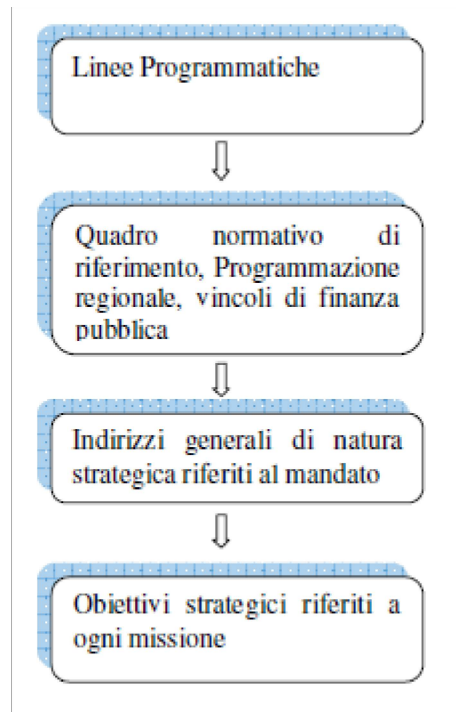 Linee Programmatiche
Quadro normativo di
riferimento, Programmazione
regionale, vincoli di finanza
pubblica
Indirizzi generali di natura
strategica riferiti al mandato
Obiettivi strategici riferiti a
ogni missione